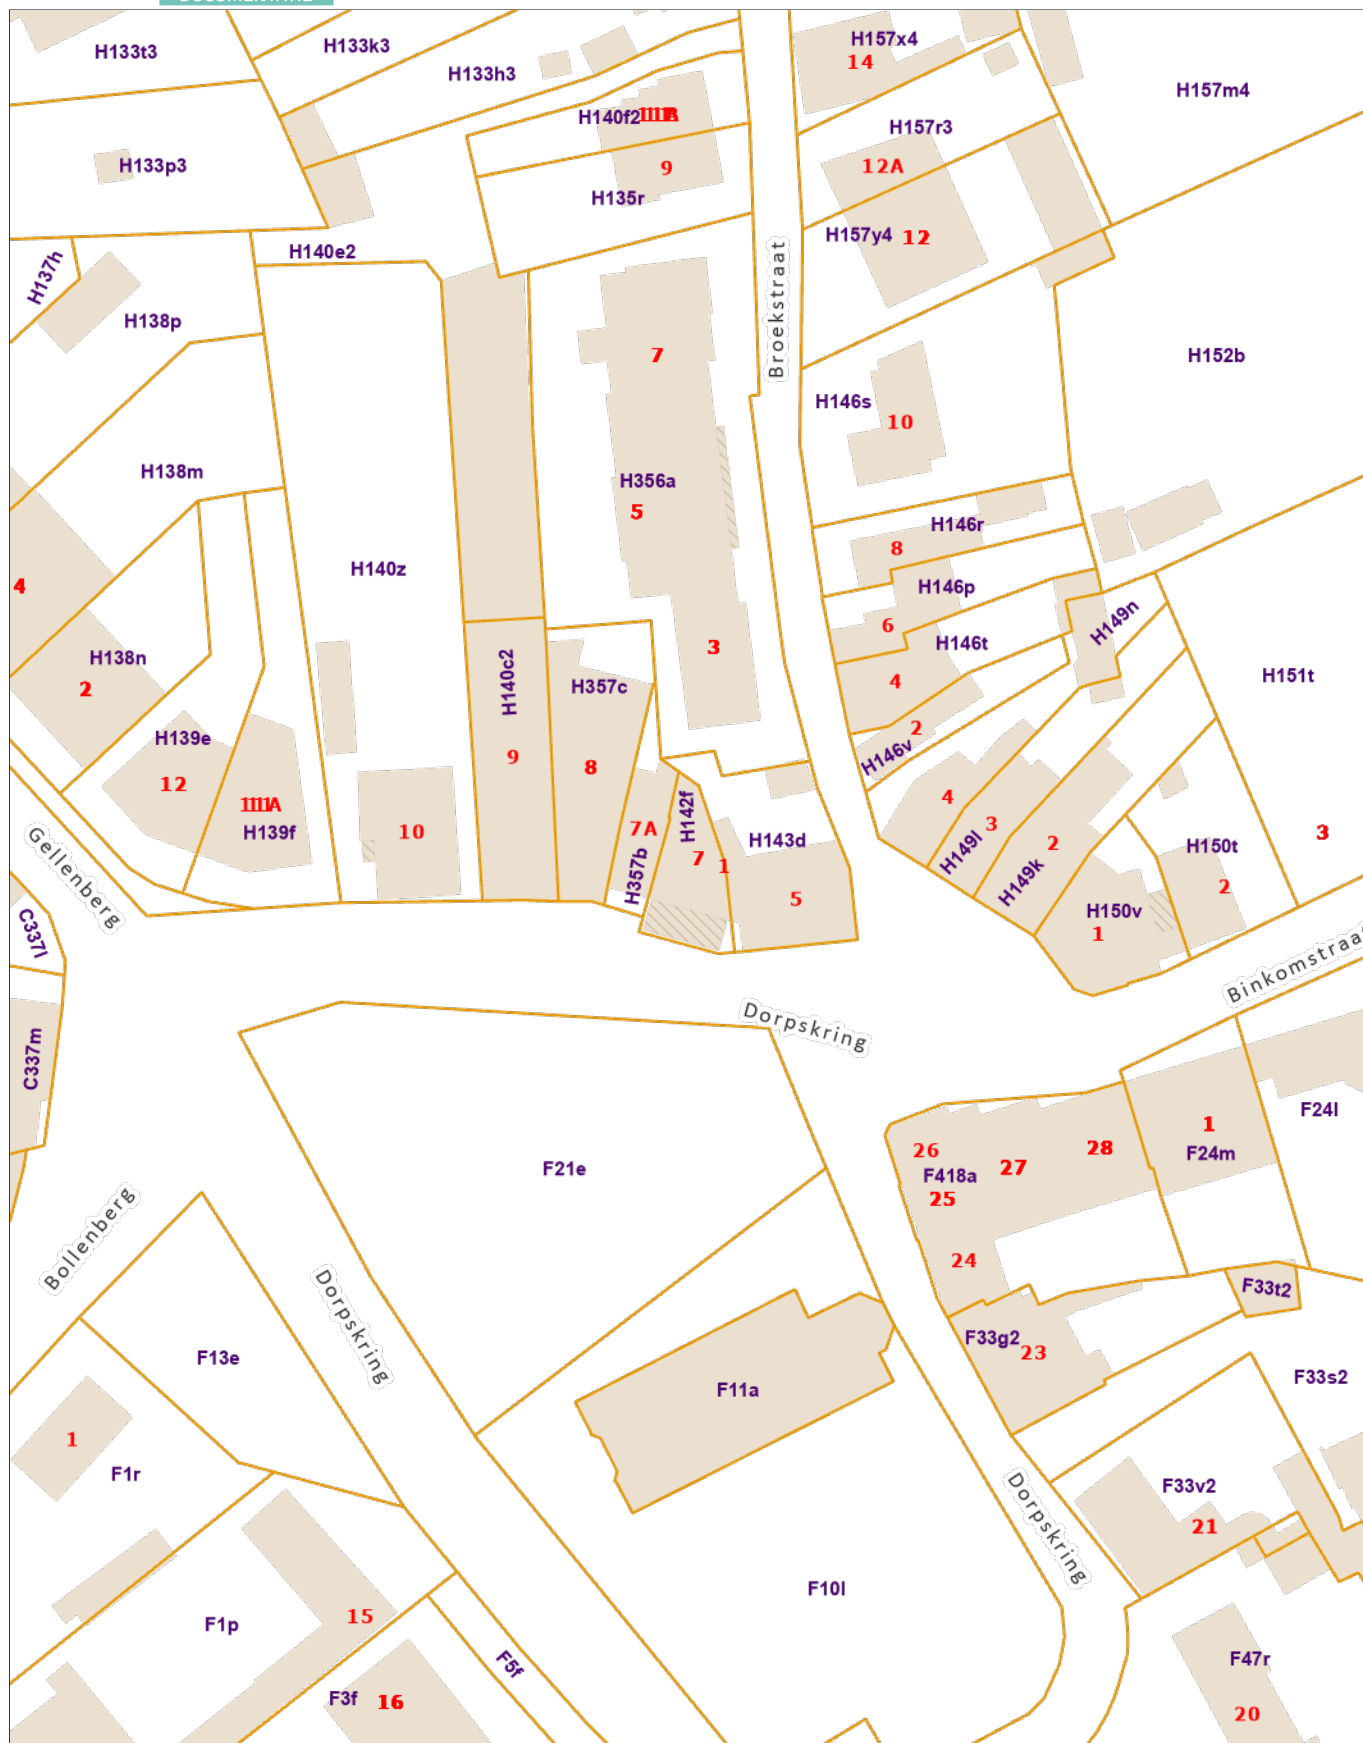 H133t3
H133k3
H133h3
H157x4
14
H157m4
H140f2
H157r3
H133p3
9
12A
H135r
H157y4
12
H140e2
H137h
Broekstraat
H138p
7
H152b
H146s
10
H138m
H356a
5
H146r
8
H140z
4
H146p
6
H149n
H138n
2
3
H146t
H140c2
H357c
4
H151t
H139e
2
H146v
9
8
12
4
H139f
10
7A
H142f
H143d
3
H149l
2
3
Gellenberg
7
1
H149k
H150t
H357b
5
2
C337l
H150v
1
Binkomstraat
Dorpskring
C337m
F24l
1
F24m
26
27
28
F21e
F418a
25
Bollenberg
24
F33t2
Dorpskring
F33g2
23
F13e
F11a
F33s2
1
F1r
F33v2
Dorpskring
21
F10l
15
F1p
F5f
F47r
F3f
16
20